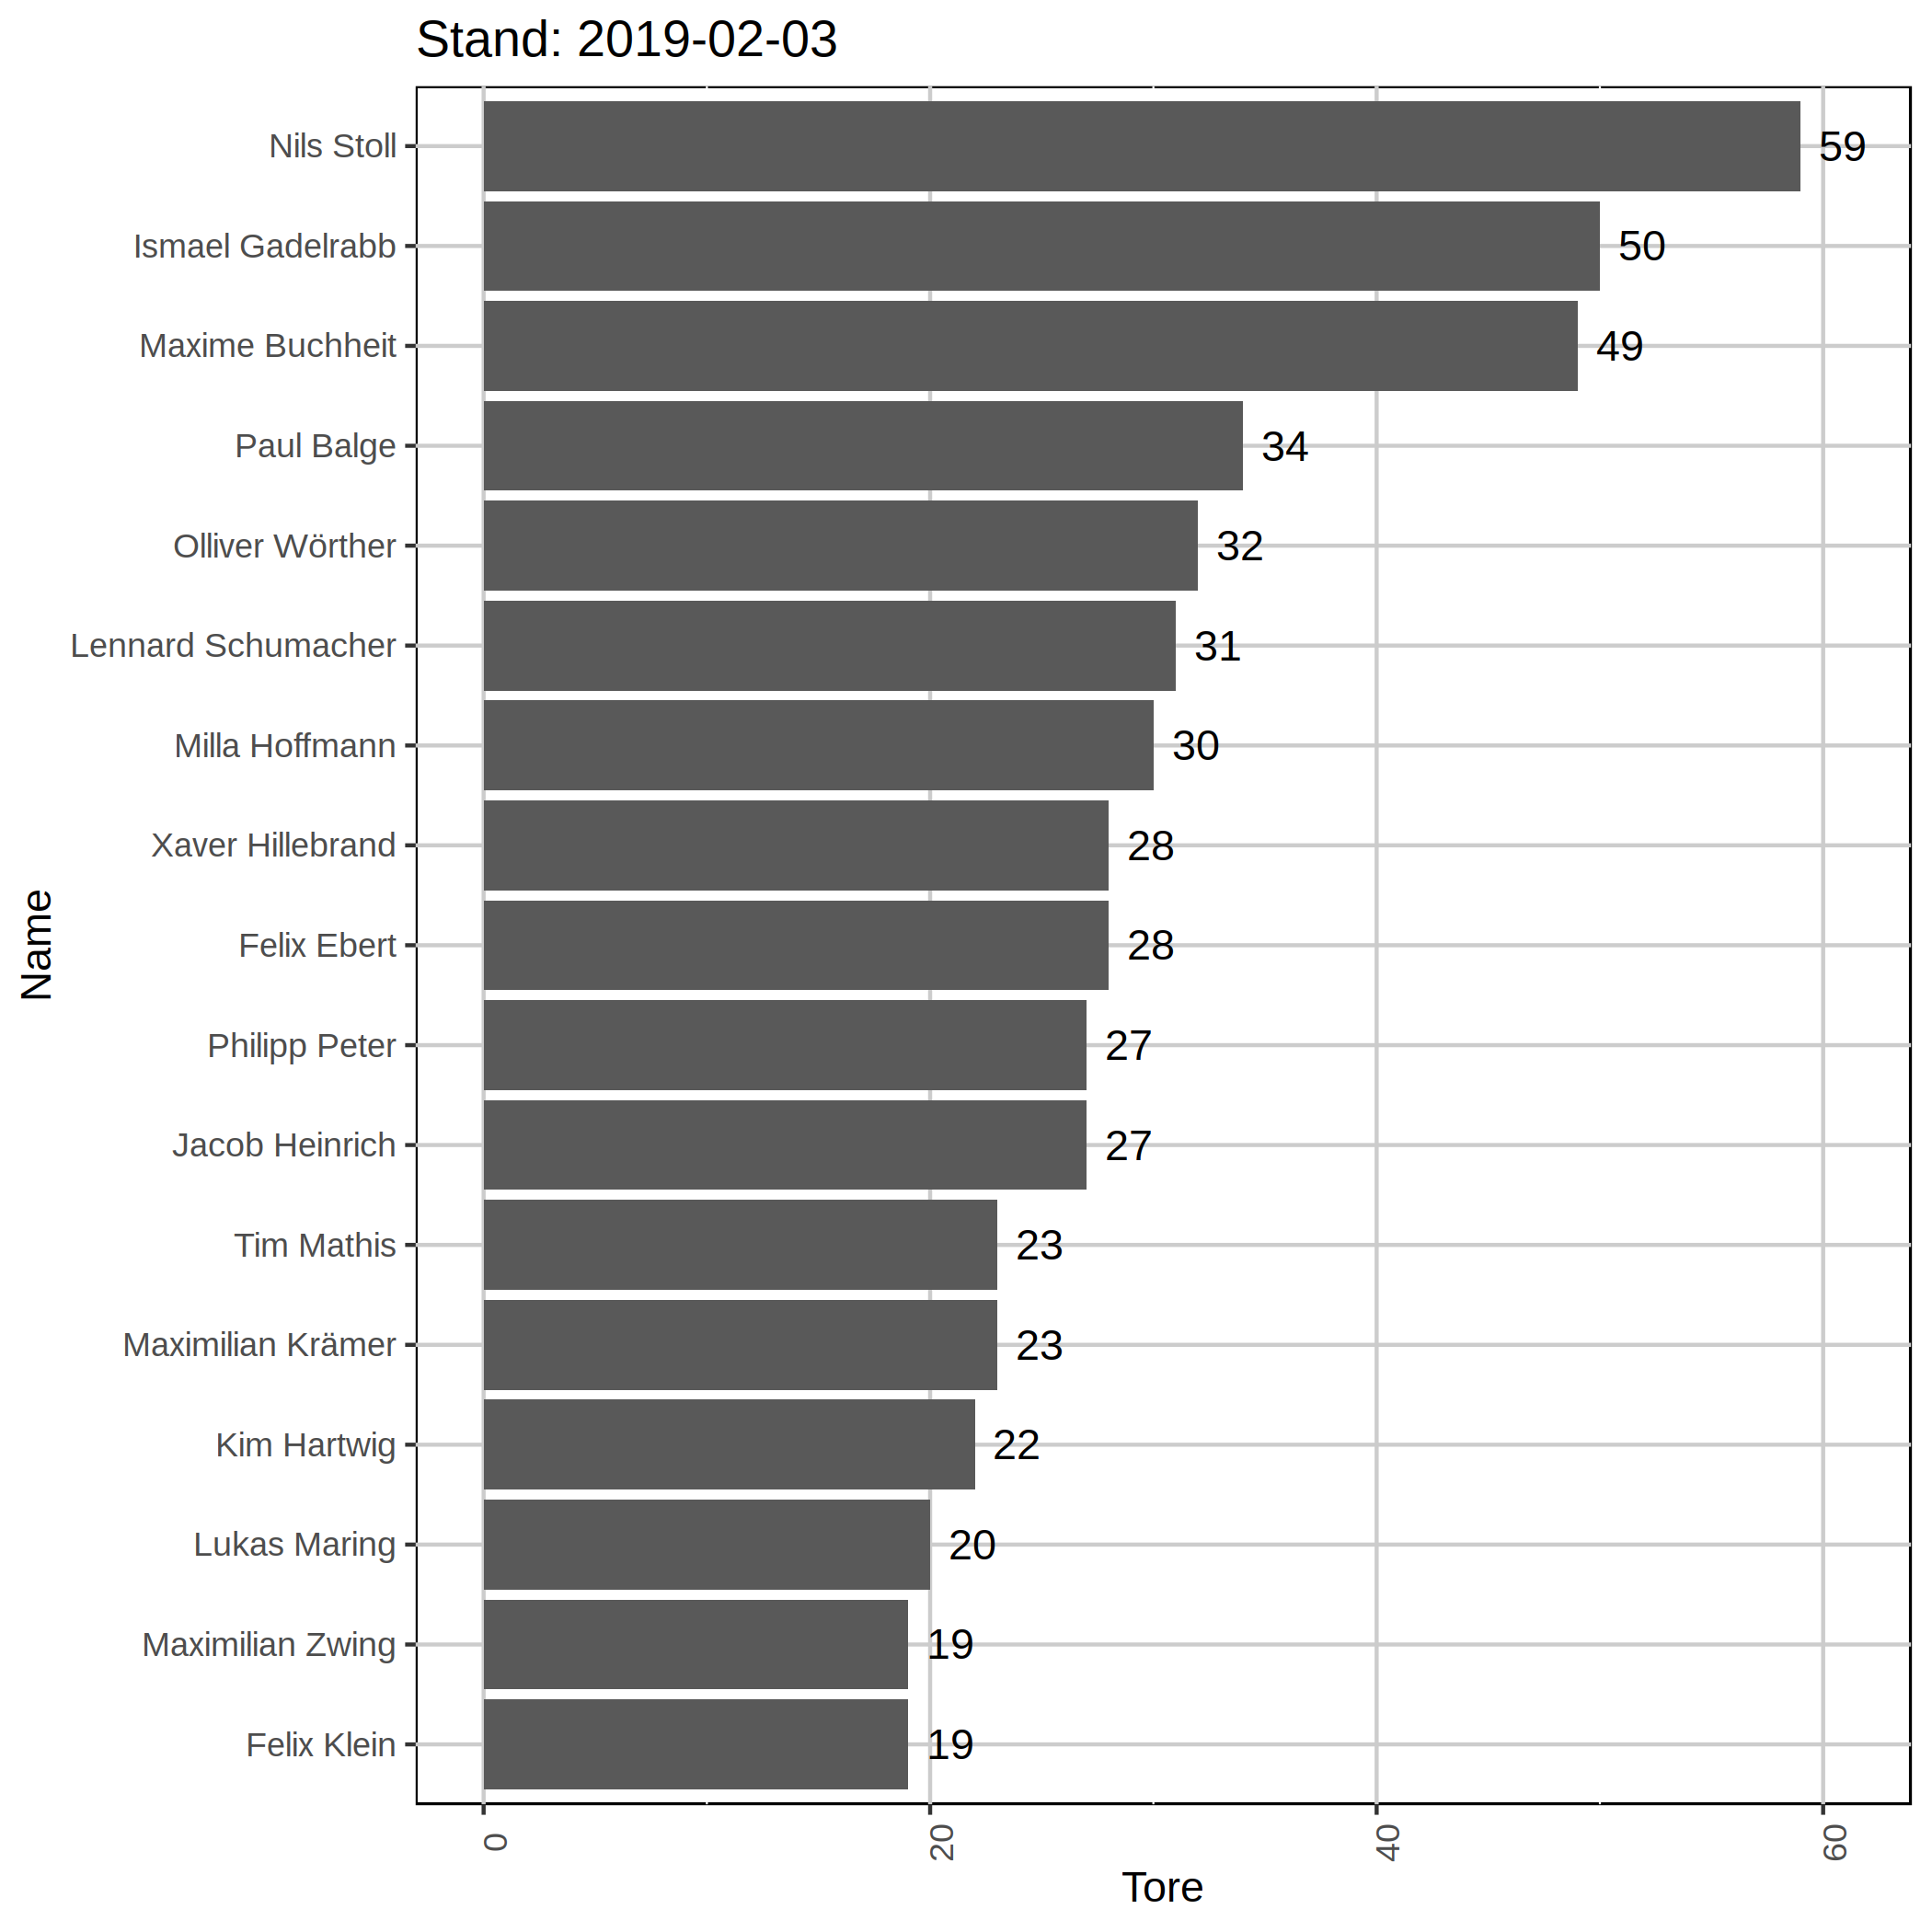 Stand: 2019-02-03
Nils Stoll 59
Ismael Gadelrabb 50
Maxime Buchheit 49
Paul Balge 34
Olliver Wörther 32
Lennard Schumacher 31
Milla Hoffmann 30
Xaver Hillebrand 28
Felix Ebert 28
Philipp Peter 27
Jacob Heinrich 27
Tim Mathis 23
Maximilian Krämer 23
Kim Hartwig 22
Lukas Maring 20
Maximilian Zwing 19
Felix Klein 19
Name
0 20 40 60
Tore